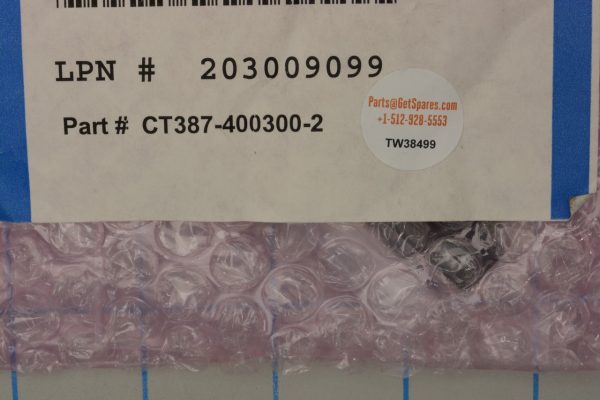 LPN # 203009099
Part # CT387-400300-2
Parts@GetSpares.com
+1-512-928-5553
TW38499